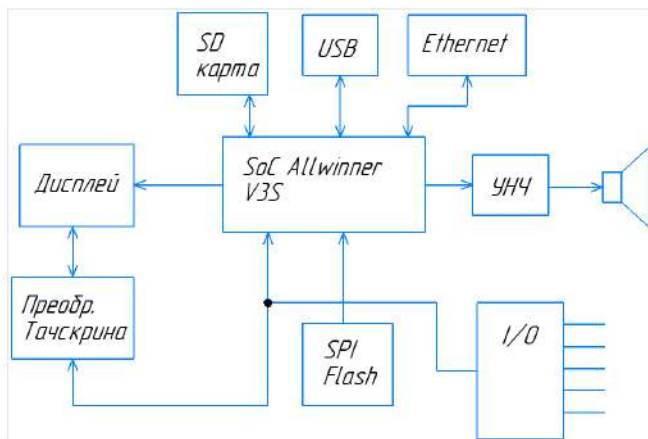 SD
карта
USB
Ethernet
SoC Allwinner
V3S
Дисплей
УНЧ
Преобр.
Тачскрина
SPI
Flash
I/O